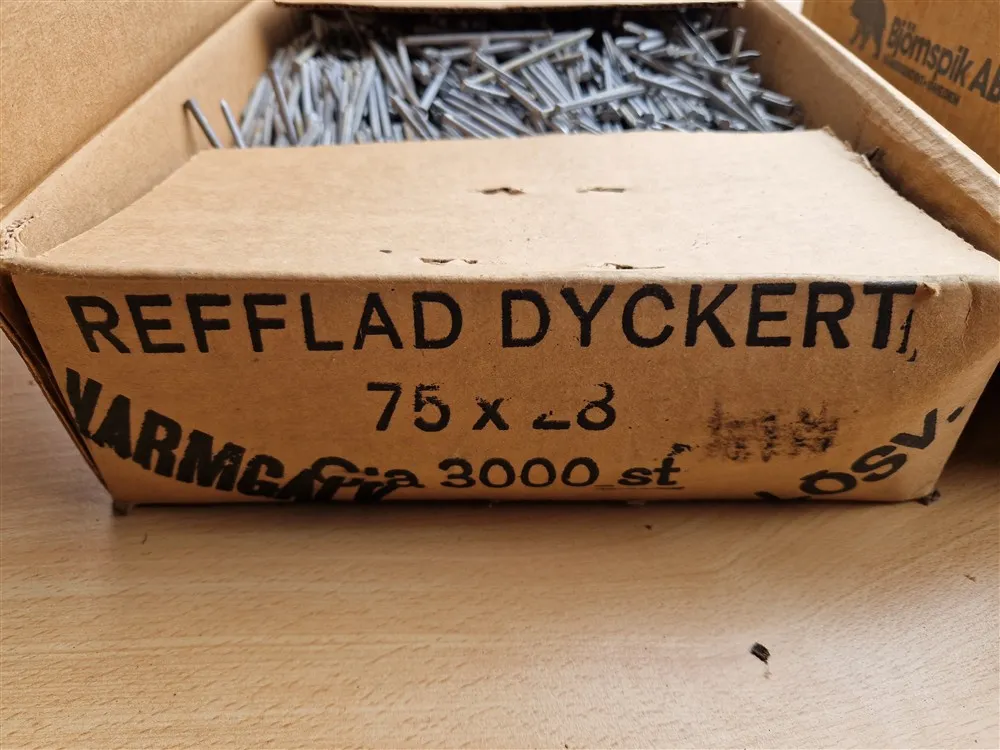 Björnspik AB
REFFLAD DYCKERT
75 x 28
VARMGALV
Cia 3000 st
LÖSV.